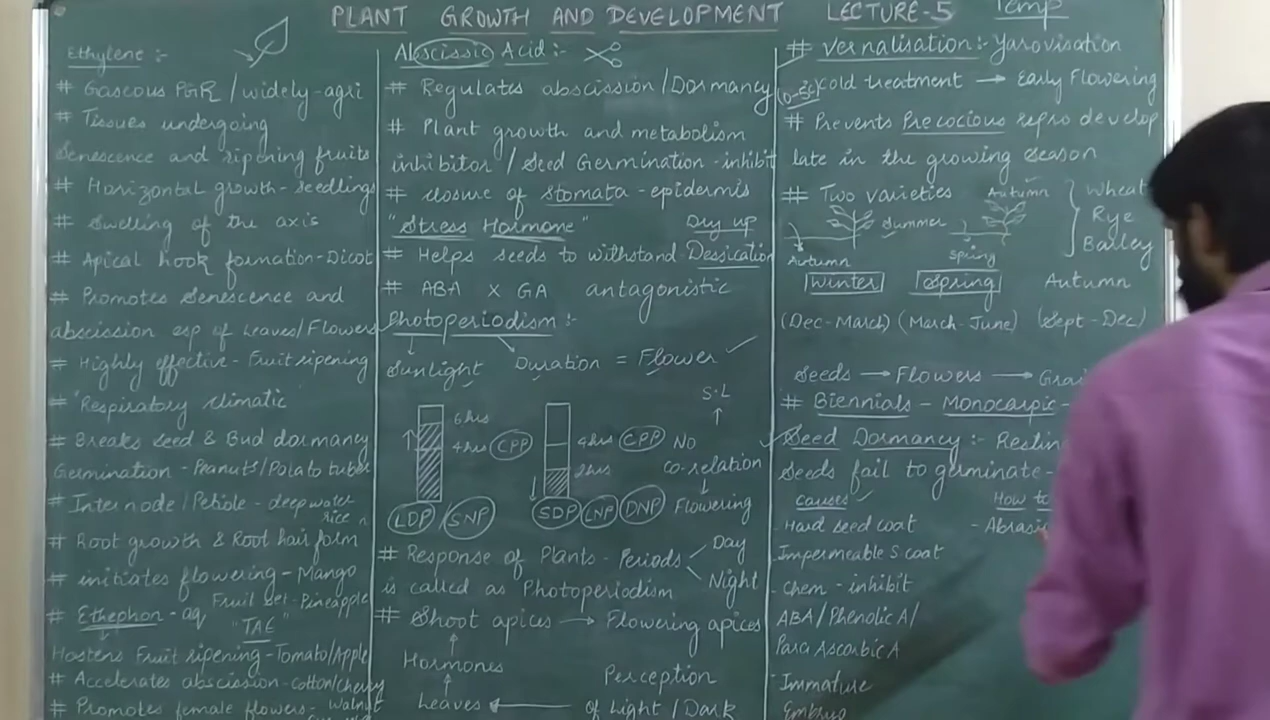 PLANT GROWTH AND DEVELOPMENT LECTURE-5
Temp
Ethylene :-
# Gaseous PGR / widely-agri
# Tissues undergoing
Senescence and ripening fruits
# Horizontal growth - seedlings
# Swelling of the axis
# Apical hook formation-Dicot
# Promotes Senescence and
abscission esp of Leaves/Flowers
# Highly effective - Fruit ripening
# Respiratory climatic
# Breaks seed & Bud dormancy
Germination - Peanuts/Potato tuber
# Internode/Petiole - deepwater
rice
# Root growth & Root hair form
# initiates flowering - Mango
Fruit set-Pineapple
# Ethephon - aq "TAE"
Hastens Fruit ripening-Tomato/Apple
# Accelerates abscission-cotton/cherry
# Promotes female flowers - walnut
Abscissic Acid :-
# Regulates abscission/Dormancy
# Plant growth and metabolism
inhibitor / Seed Germination-inhibit
# closure of stomata - epidermis
"Stress Hormone" Dry up
# Helps seeds to withstand Dessication
# ABA x GA antagonistic
Photoperiodism :-
Sunlight Duration = Flower
S.L
6hrs
4hrs CPP
4hrs CPP
2hrs
No
co-relation
Flowering
LDP / SNP
SDP LNP DNP
# Response of Plants - Periods Day
Night
is called as Photoperiodism
# Shoot apices → Flowering apices
Hormones
Perception
Leaves ← of Light / Dark
# Vernalisation :- Yarovisation
(0-5c) cold treatment → Early Flowering
# Prevents Precocious repro develop
late in the growing season
# Two varieties
Autumn
Summer
Autumn
Spring
Wheat
Rye
Barley
Winter Spring Autumn
(Dec-March) (March-June) (Sept-Dec)
Seeds → Flowers → Grai
# Biennials - Monocarpic -
Seed Dormancy :- Restin
Seeds fail to germinate -
Causes
How to
- Hard seed coat
- Abras
- Impermeable S coat
- Chem - inhibit
ABA/Phenolic A/
Para Ascorbic A
- Immature
Embryo